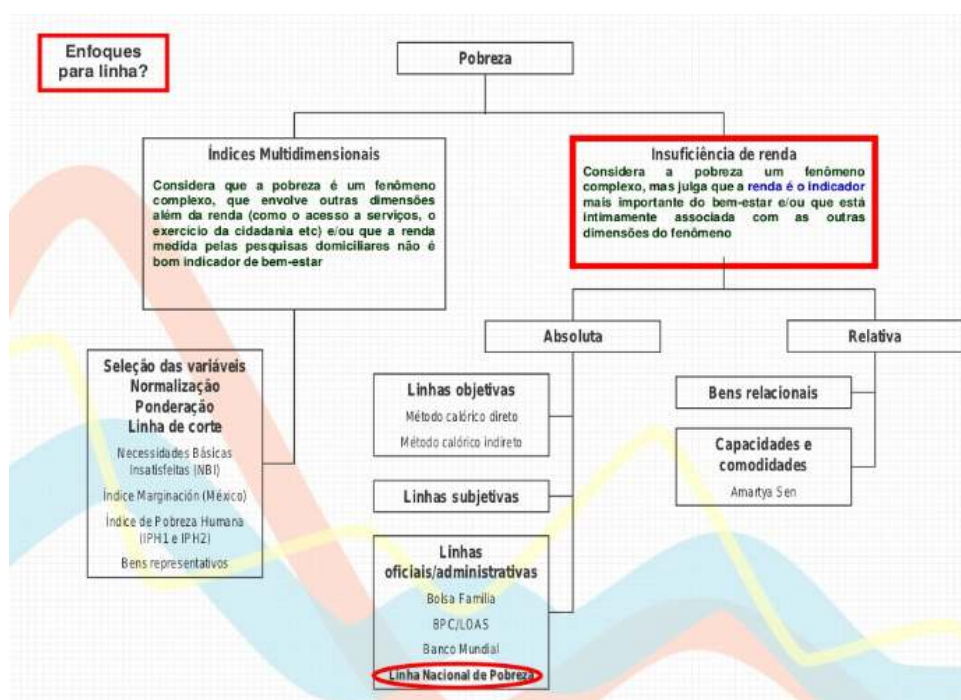 Enfoques
para linha?
Pobreza
Índices Multidimensionais
Considera que a pobreza é um fenômeno
complexo, que envolve outras dimensões
além da renda (como o acesso a serviços, o
exercício da cidadania etc) e/ou que a renda
medida pelas pesquisas domiciliares não é
bom indicador de bem-estar
Insuficiência de renda
Considera a pobreza um fenômeno
complexo, mas julga que a renda é o indicador
mais importante do bem-estar e/ou que está
intimamente associada com as outras
dimensões do fenômeno
Seleção das variáveis
Normalização
Ponderação
Linha de corte
Necessidades Básicas
Insatisfeitas (NBI)
Índice Marginación (México)
Índice de Pobreza Humana
(IPH1 e IPH2)
Bens representativos
Absoluta
Linhas objetivas
Método calórico direto
Método calórico indireto
Linhas subjetivas
Linhas
oficiais/administrativas
Bolsa Família
BPC/LOAS
Banco Mundial
Linha Nacional de Pobreza
Relativa
Bens relacionais
Capacidades e
comodidades
Amartya Sen